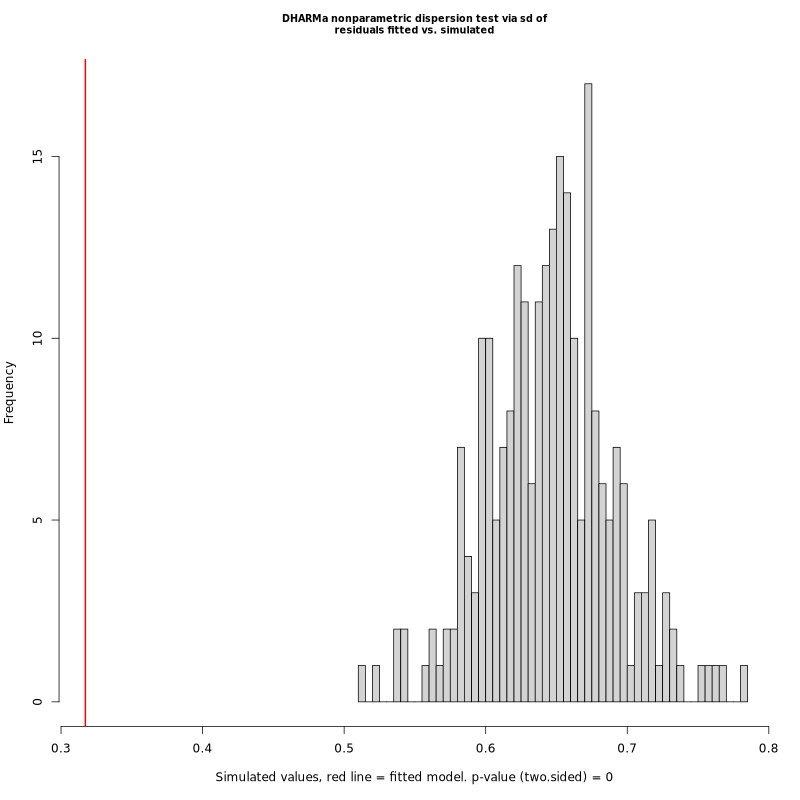 DHARMa nonparametric dispersion test via sd of
residuals fitted vs. simulated
Frequency
15
10
5
0
0.3 0.4 0.5 0.6 0.7 0.8
Simulated values, red line = fitted model. p-value (two.sided) = 0